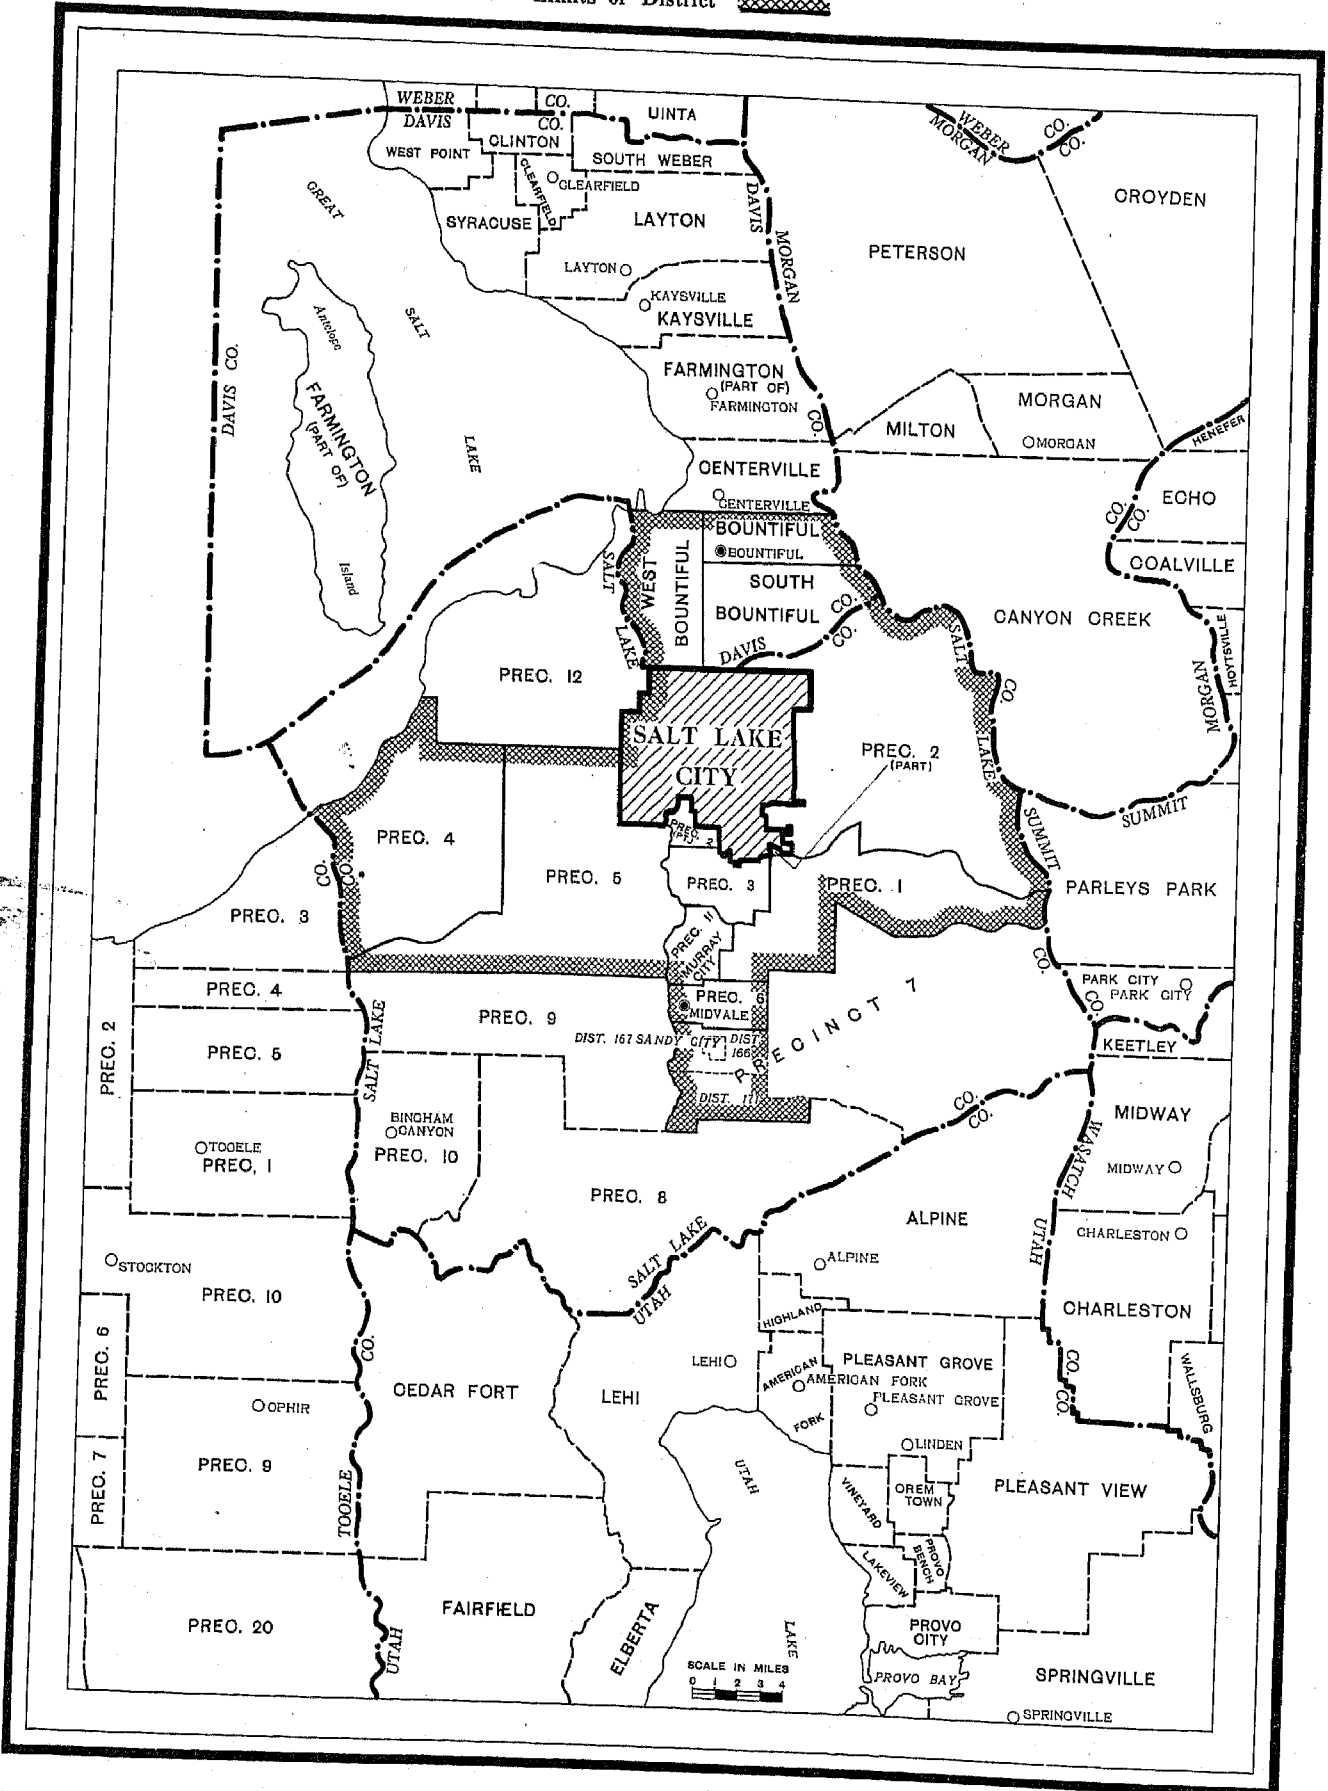 Limits of District
WEBER CO.
DAVIS CO.
UINTA
WEBER CO.
MORGAN CO.
CLINTON
WEST POINT
SOUTH WEBER
CLEARFIELD
CLEARFIELD
CROYDEN
GREAT
SYRACUSE
LAYTON
DAVIS
MORGAN
PETERSON
LAYTON
KAYSVILLE
KAYSVILLE
SALT
Antelope
DAVIS CO.
FARMINGTON
(PART OF)
FARMINGTON
(PART OF)
FARMINGTON
CO.
MORGAN
MILTON
MORGAN
HENEFER
LAKE
CENTERVILLE
CENTERVILLE
ECHO
CO.
CO.
BOUNTIFUL
BOUNTIFUL
COALVILLE
Island
SALT
WEST
BOUNTIFUL
SOUTH
BOUNTIFUL
CO.
CO.
CANYON CREEK
HOYTSVILLE
LAKE
DAVIS
SALT
CO.
MORGAN
PREC. 12
SALT LAKE
CITY
PREC. 2
(PART)
LAKE
SUMMIT
SUMMIT
PREC. 4
PREC. 2
(PT.)
PREC. 5
PREC. 3
PREC. 1
PARLEYS PARK
CO.
CO.
PREC. 3
PREC. 11
MURRAY
CITY
CO.
PREC. 4
PARK CITY
PARK CITY
PREC. 6
MIDVALE
PREC. 9
PRECINCT 7
CO.
PREC. 2
PREC. 5
SALT LAKE
DIST. 167 SANDY CITY DIST.
166
KEETLEY
DIST. 171
CO.
CO.
MIDWAY
BINGHAM
CANYON
PREC. 10
TOOELE
PREC. 1
WASATCH
MIDWAY
PREC. 8
ALPINE
SALT LAKE
UTAH
UTAH
CHARLESTON
STOCKTON
ALPINE
PREC. 10
HIGHLAND
CHARLESTON
PREC. 6
CO.
LEHI
AMERICAN
FORK
PLEASANT GROVE
AMERICAN FORK
PLEASANT GROVE
CO.
CO.
WALLSBURG
CEDAR FORT
LEHI
OPHIR
LINDEN
PREC. 7
PREC. 9
UTAH
OREM
TOWN
PLEASANT VIEW
VINEYARD
TOOELE
PROVO
BENCH
LAKEVIEW
FAIRFIELD
ELBERTA
PREC. 20
PROVO
CITY
UTAH
LAKE
SCALE IN MILES
0 1 2 3 4
PROVO BAY
SPRINGVILLE
SPRINGVILLE